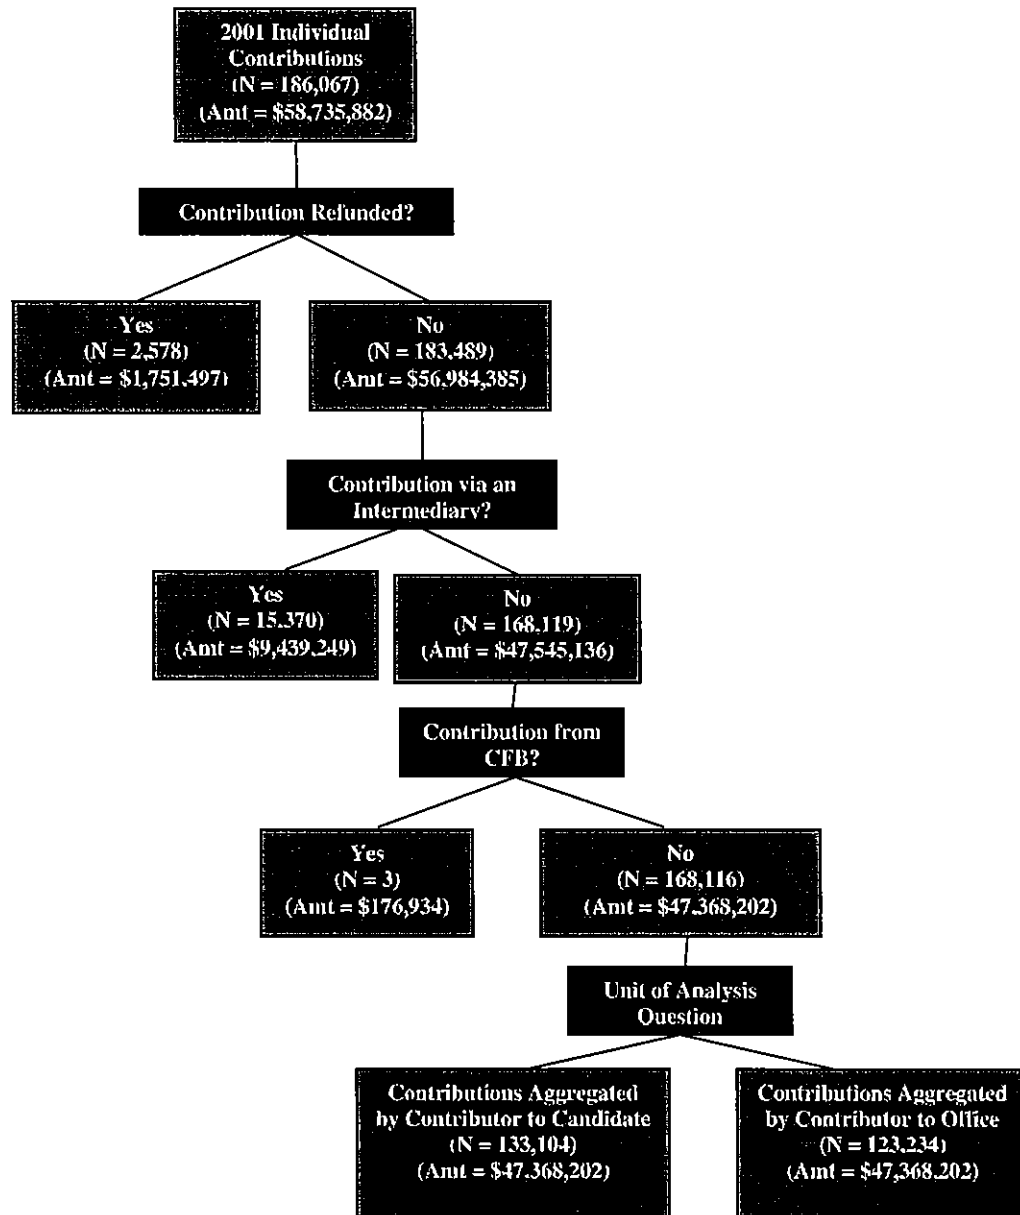 2001 Individual
Contributions
(N = 186,067)
(Amt = $58,735,882)
Contribution Refunded?
Yes
(N = 2,578)
(Amt = $1,751,497)
No
(N = 183,489)
(Amt = $56,984,385)
Contribution via an
Intermediary?
Yes
(N = 15,370)
(Amt = $9,439,249)
No
(N = 168,119)
(Amt = $47,545,136)
Contribution from
CFB?
Yes
(N = 3)
(Amt = $176,934)
No
(N = 168,116)
(Amt = $47,368,202)
Unit of Analysis
Question
Contributions Aggregated
by Contributor to Candidate
(N = 133,104)
(Amt = $47,368,202)
Contributions Aggregated
by Contributor to Office
(N = 123,234)
(Amt = $47,368,202)